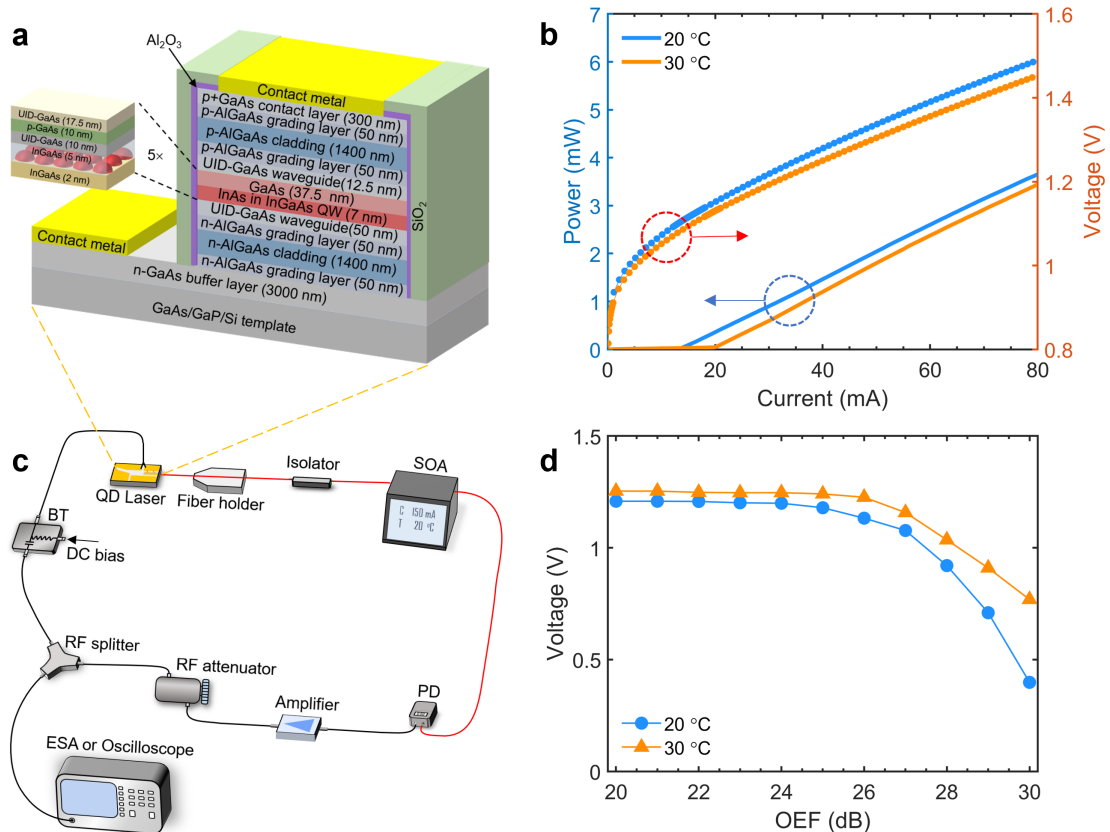 a
Al₂O₃
Contact metal
p+GaAs contact layer (300 nm)
p-AlGaAs grading layer (50 nm)
p-AlGaAs cladding (1400 nm)
p-AlGaAs grading layer (50 nm)
UID-GaAs waveguide(12.5 nm)
GaAs (37.5 nm)
InAs in InGaAs QW (7 nm)
UID-GaAs waveguide(50 nm)
n-AlGaAs grading layer (50 nm)
n-AlGaAs cladding (1400 nm)
n-AlGaAs grading layer (50 nm)
n-GaAs buffer layer (3000 nm)
GaAs/GaP/Si template
SiO₂
UID-GaAs (17.5 nm)
p-GaAs (10 nm)
UID-GaAs (10 nm)
InGaAs (5 nm)
InGaAs (2 nm)
5×
Contact metal
b
20 °C
30 °C
7
6
5
4
3
2
1
0
Power (mW)
1.6
1.4
1.2
1
0.8
Voltage (V)
0
20
40
60
80
Current (mA)
c
QD Laser
Fiber holder
Isolator
SOA
C 150 mA
T 20 °C
BT
DC bias
RF splitter
RF attenuator
Amplifier
PD
ESA or Oscilloscope
d
1.5
1
0.5
0
Voltage (V)
20 °C
30 °C
20
22
24
26
28
30
OEF (dB)